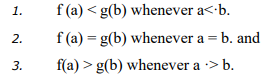 1. f (a) < g(b) whenever a<·b.
2. f (a) = g(b) whenever a = b. and
3. f(a) > g(b) whenever a ·> b.